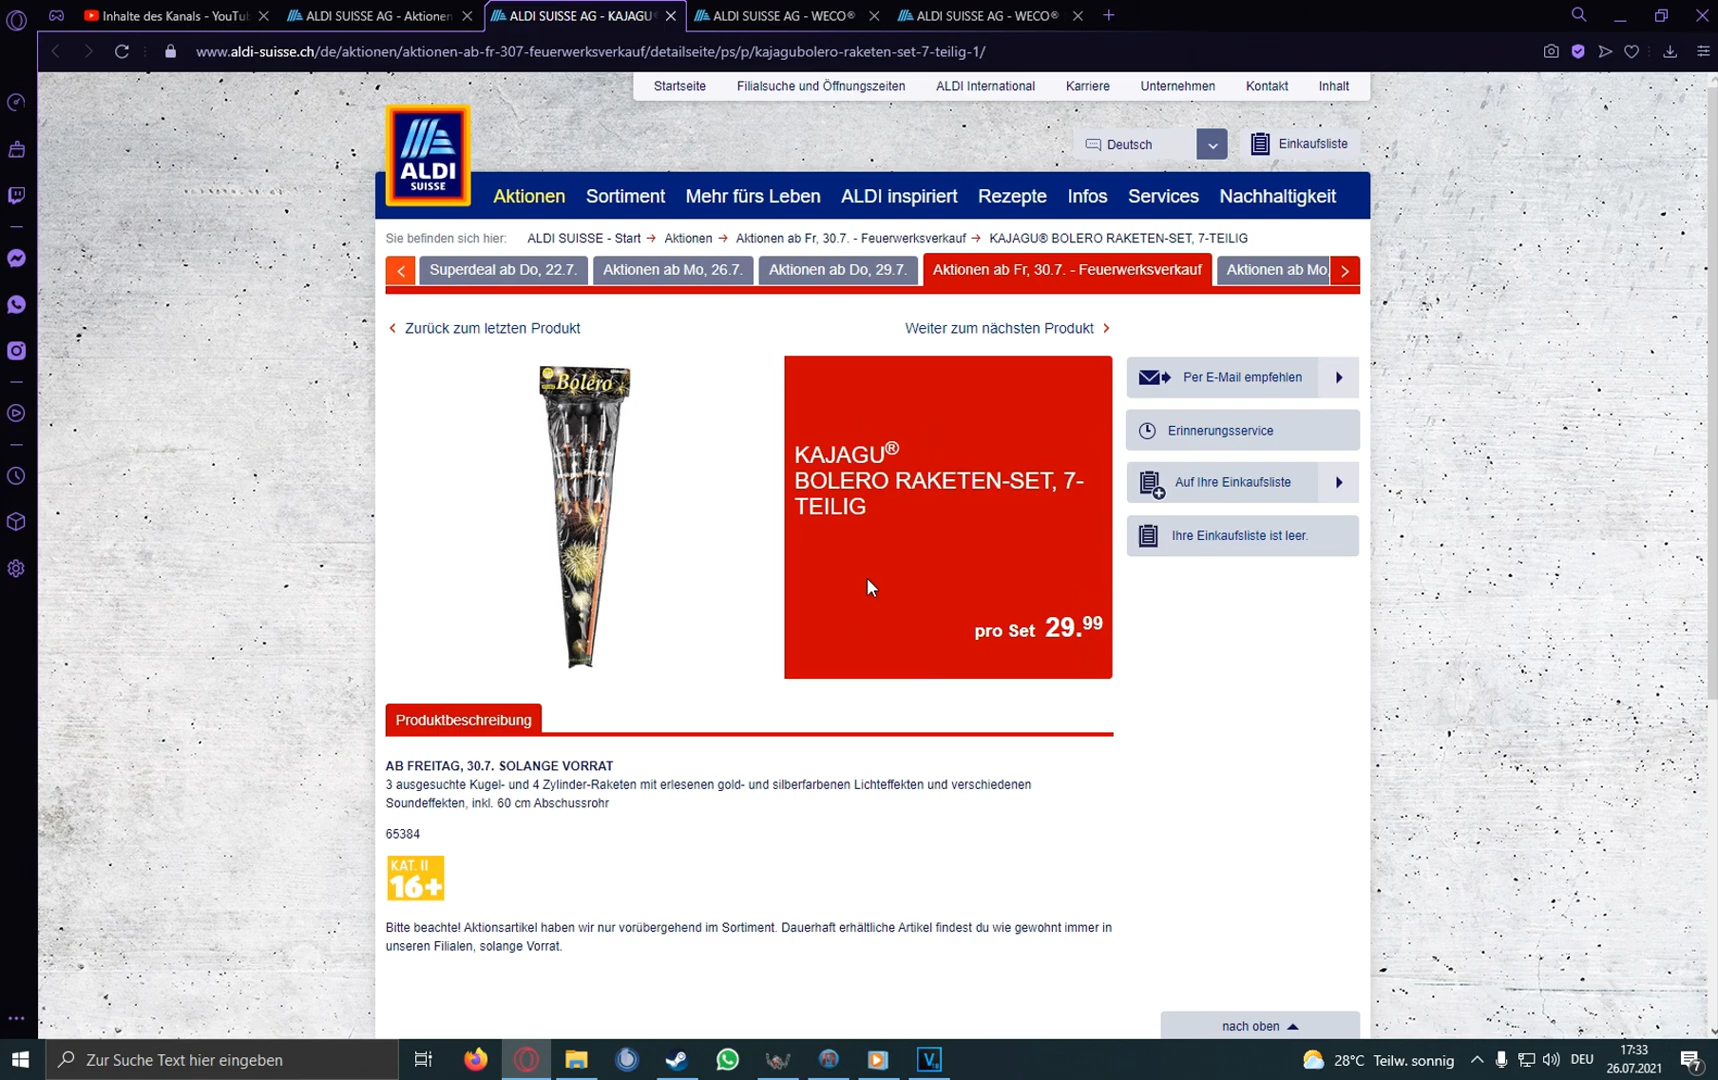 Inhalte des Kanals - YouTu
ALDI SUISSE AG - Aktionen
ALDI SUISSE AG - KAJAGU
ALDI SUISSE AG - WECO®
ALDI SUISSE AG - WECO®
www.aldi-suisse.ch/de/aktionen/aktionen-ab-fr-307-feuerwerksverkauf/detailseite/ps/p/kajagubolero-raketen-set-7-teilig-1/
Startseite Filialsuche und Öffnungszeiten ALDI International Karriere Unternehmen Kontakt Inhalt
Deutsch Einkaufsliste
ALDI
SUISSE
Aktionen Sortiment Mehr fürs Leben ALDI inspiriert Rezepte Infos Services Nachhaltigkeit
Sie befinden sich hier: ALDI SUISSE - Start → Aktionen → Aktionen ab Fr, 30.7. - Feuerwerksverkauf → KAJAGU® BOLERO RAKETEN-SET, 7-TEILIG
Superdeal ab Do, 22.7. Aktionen ab Mo, 26.7. Aktionen ab Do, 29.7. Aktionen ab Fr, 30.7. - Feuerwerksverkauf Aktionen ab Mo,
Zurück zum letzten Produkt Weiter zum nächsten Produkt
Bolero
KAJAGU®
BOLERO RAKETEN-SET, 7-
TEILIG
pro Set 29.99
Per E-Mail empfehlen
Erinnerungsservice
Auf Ihre Einkaufsliste
Ihre Einkaufsliste ist leer.
Produktbeschreibung
AB FREITAG, 30.7. SOLANGE VORRAT
3 ausgesuchte Kugel- und 4 Zylinder-Raketen mit erlesenen gold- und silberfarbenen Lichteffekten und verschiedenen
Soundeffekten, inkl. 60 cm Abschussrohr
65384
KAT. II
16+
Bitte beachte! Aktionsartikel haben wir nur vorübergehend im Sortiment. Dauerhaft erhältliche Artikel findest du wie gewohnt immer in
unseren Filialen, solange Vorrat.
nach oben
Zur Suche Text hier eingeben
28°C Teilw. sonnig
DEU
17:33
26.07.2021
7